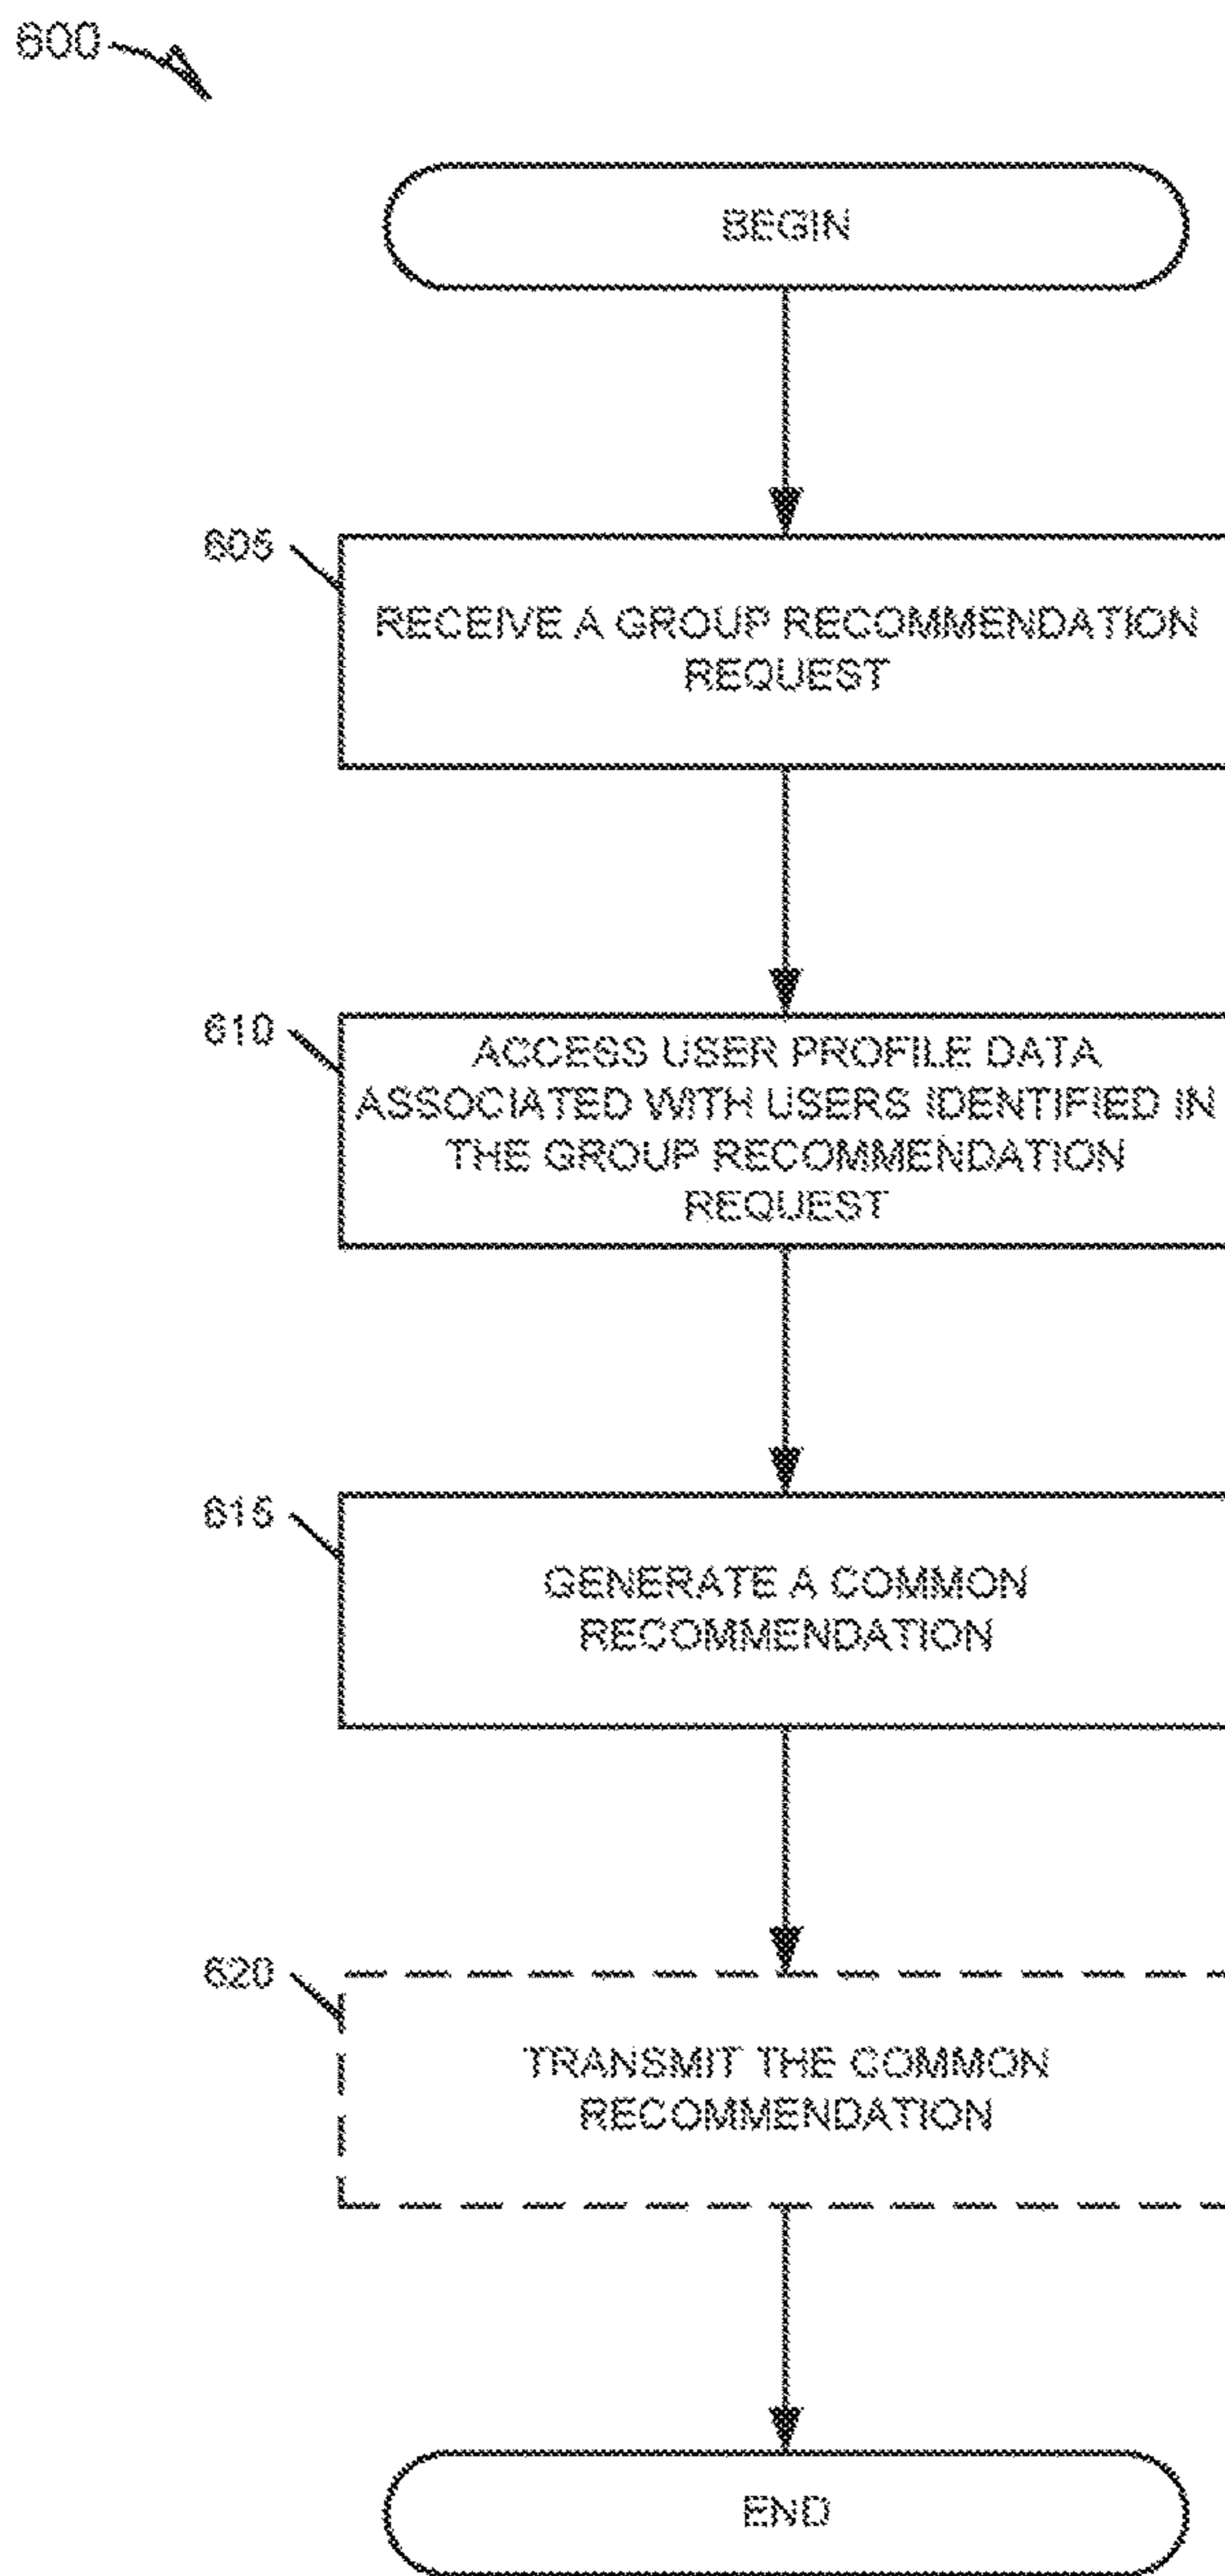 600
BEGIN
605
RECEIVE A GROUP RECOMMENDATION
REQUEST
610
ACCESS USER PROFILE DATA
ASSOCIATED WITH USERS IDENTIFIED IN
THE GROUP RECOMMENDATION
REQUEST
615
GENERATE A COMMON
RECOMMENDATION
620
TRANSMIT THE COMMON
RECOMMENDATION
END